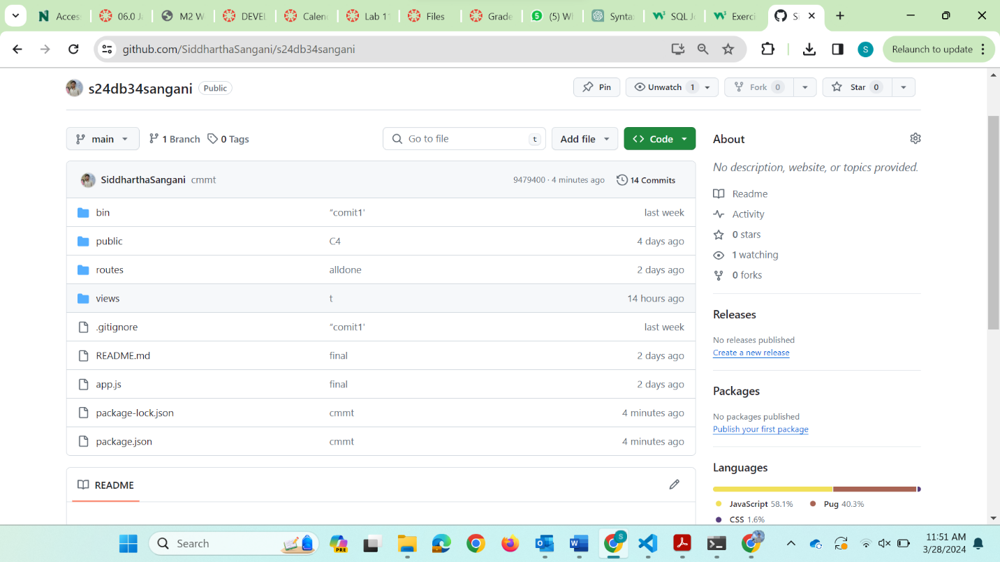 Acces
06.0 Ja
M2 W
DEVEL
Calend
Lab 1
Files
Grade
(5) Wh
Synta
SQL Jo
Exerci
Si
github.com/SiddharthaSangani/s24db34sangani
S
Relaunch to update
s24db34sangani Public
Pin
Unwatch 1
Fork 0
Star 0
main
1 Branch
0 Tags
Go to file t
Add file
Code
SiddharthaSangani cmmt 9479400 · 4 minutes ago 14 Commits
bin "comit1' last week
public C4 4 days ago
routes alldone 2 days ago
views t 14 hours ago
.gitignore "comit1' last week
README.md final 2 days ago
app.js final 2 days ago
package-lock.json cmmt 4 minutes ago
package.json cmmt 4 minutes ago
README
About
No description, website, or topics provided.
Readme
Activity
0 stars
1 watching
0 forks
Releases
No releases published
Create a new release
Packages
No packages published
Publish your first package
Languages
JavaScript 58.1% Pug 40.3%
CSS 1.6%
Search
PRE
S
11:51 AM
3/28/2024